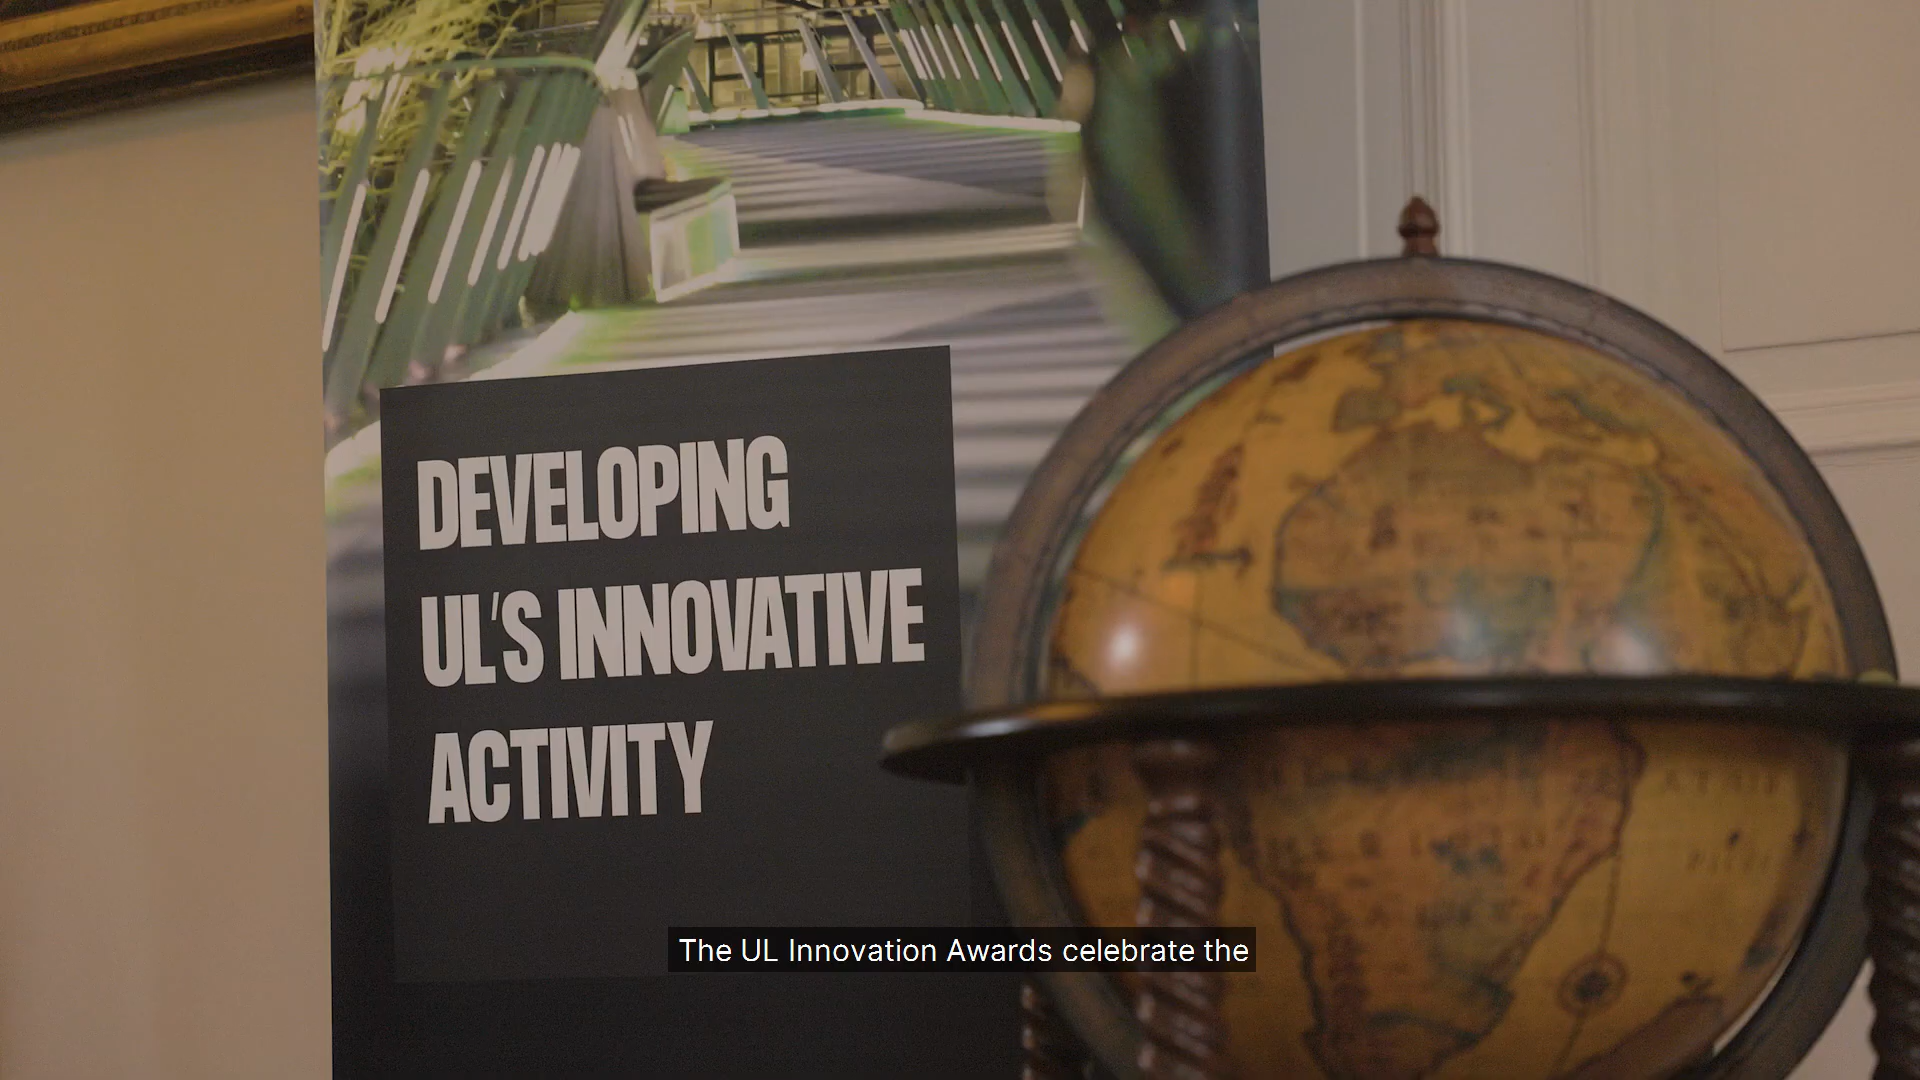 DEVELOPING
UL'S INNOVATIVE
ACTIVITY
The UL Innovation Awards celebrate the